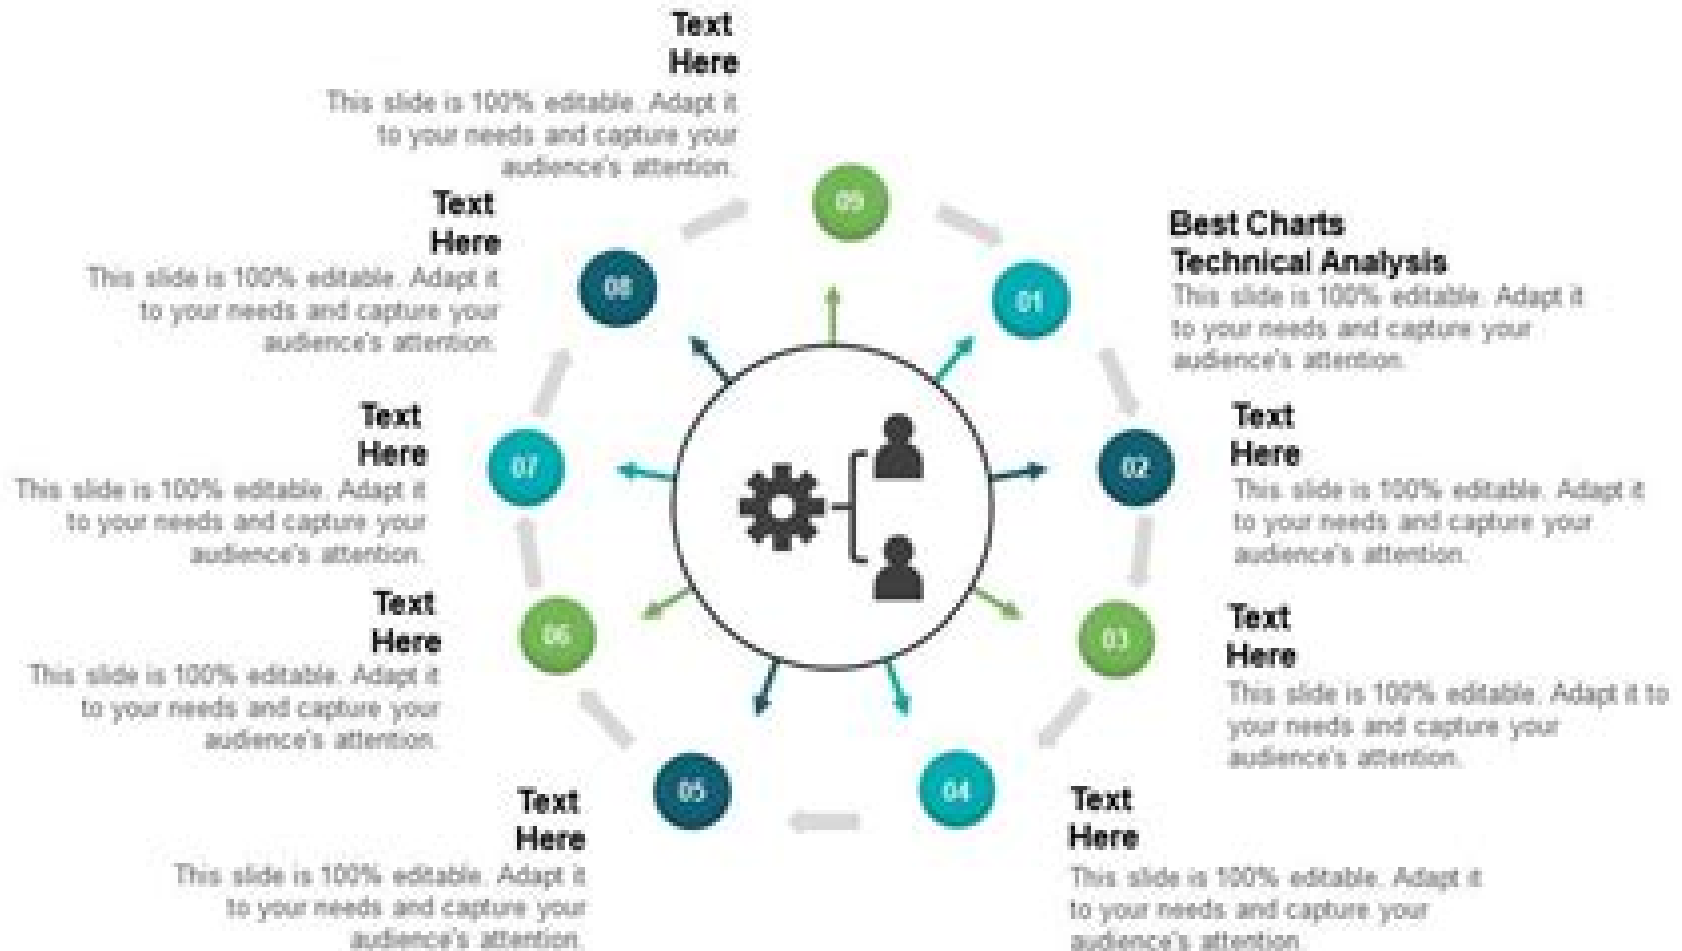 Text
Here
This slide is 100% editable. Adapt it
to your needs and capture your
audience's attention.
09
Best Charts
Technical Analysis
This slide is 100% editable. Adapt it
to your needs and capture your
audience's attention.
01
Text
Here
This slide is 100% editable. Adapt it
to your needs and capture your
audience's attention.
02
Text
Here
This slide is 100% editable. Adapt it to
your needs and capture your
audience's attention.
03
Text
Here
This slide is 100% editable. Adapt it
to your needs and capture your
audience's attention.
04
Text
Here
This slide is 100% editable. Adapt it
to your needs and capture your
audience's attention.
05
Text
Here
This slide is 100% editable. Adapt it
to your needs and capture your
audience's attention.
06
Text
Here
This slide is 100% editable. Adapt it
to your needs and capture your
audience's attention.
07
Text
Here
This slide is 100% editable. Adapt it
to your needs and capture your
audience's attention.
08